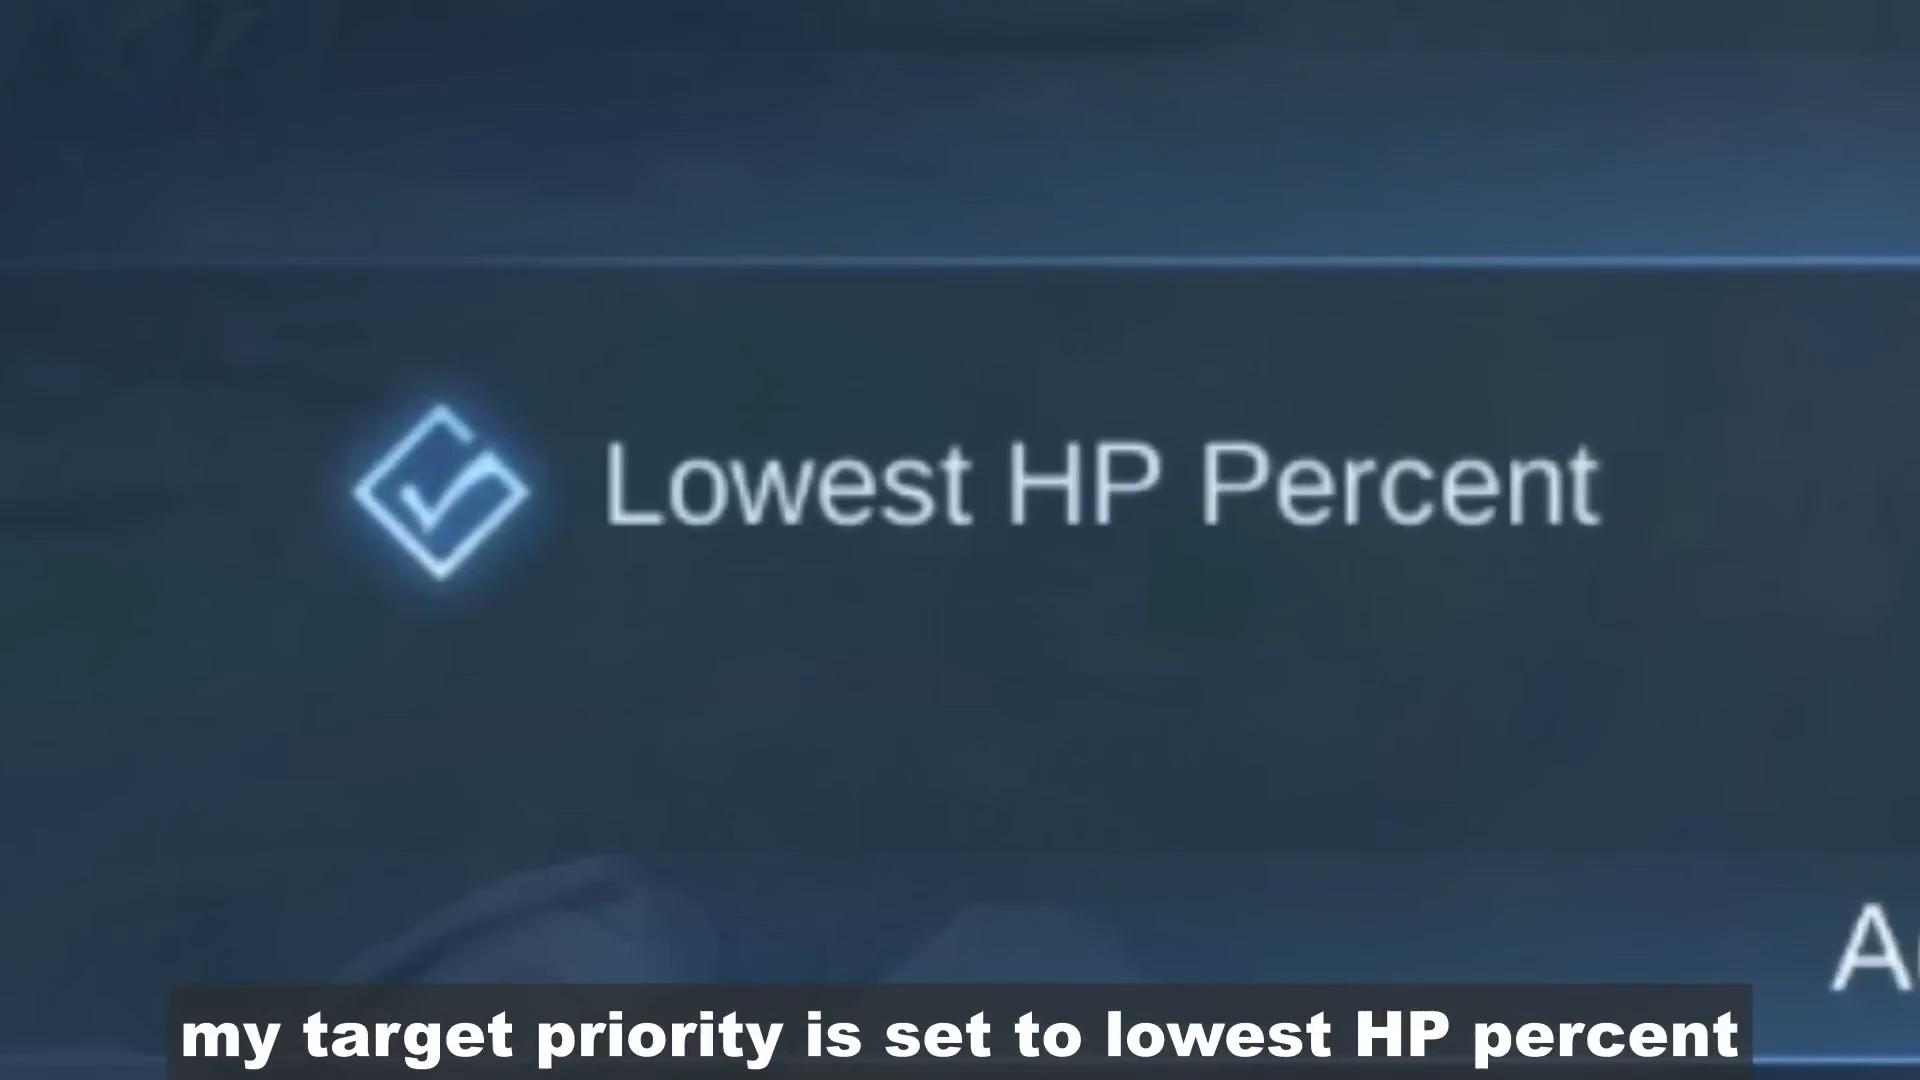 Lowest HP Percent
my target priority is set to lowest HP percent